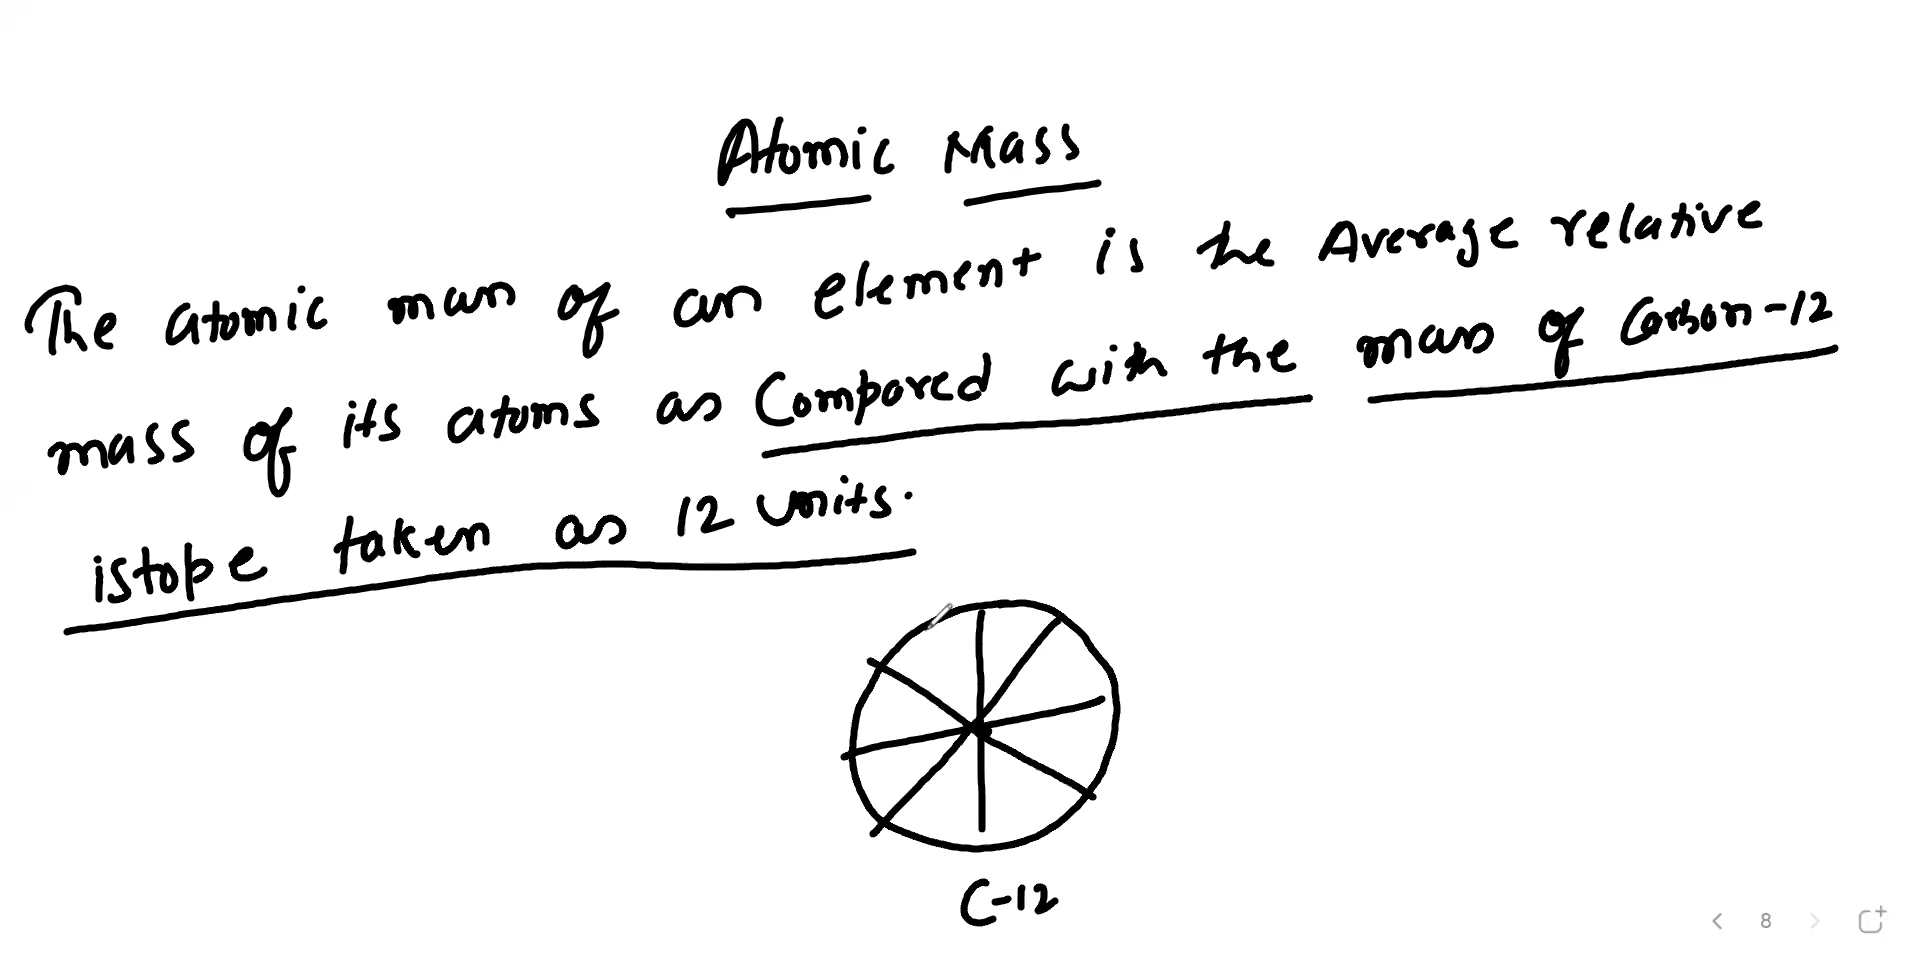 Atomic Mass
The atomic mass of an element is the Average relative
mass of its atoms as Compared with the mass of Carbon-12
istope taken as 12 units.
C-12
8